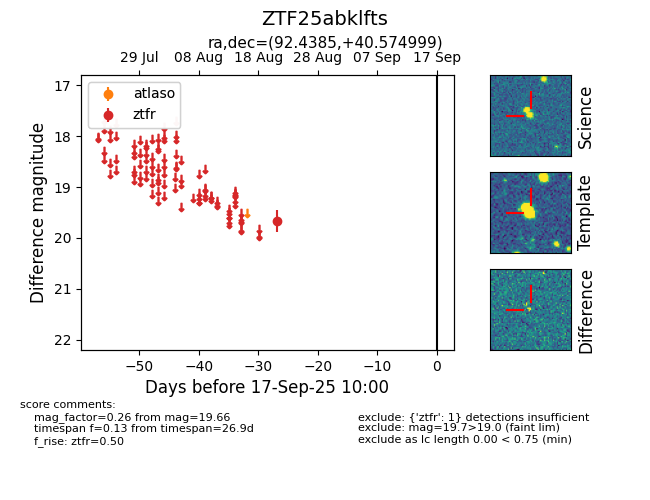 ZTF25abklfts
ra,dec=(92.4385,+40.574999)
29 Jul 08 Aug 18 Aug 28 Aug 07 Sep 17 Sep
17
18
19
20
21
22
Difference magnitude
atlaso
ztfr
−50 −40 −30 −20 −10 0
Days before 17-Sep-25 10:00
Science
Template
Difference
score comments:
mag_factor=0.26 from mag=19.66
timespan f=0.13 from timespan=26.9d
f_rise: ztfr=0.50
exclude: {'ztfr': 1} detections insufficient
exclude: mag=19.7>19.0 (faint lim)
exclude as lc length 0.00 < 0.75 (min)